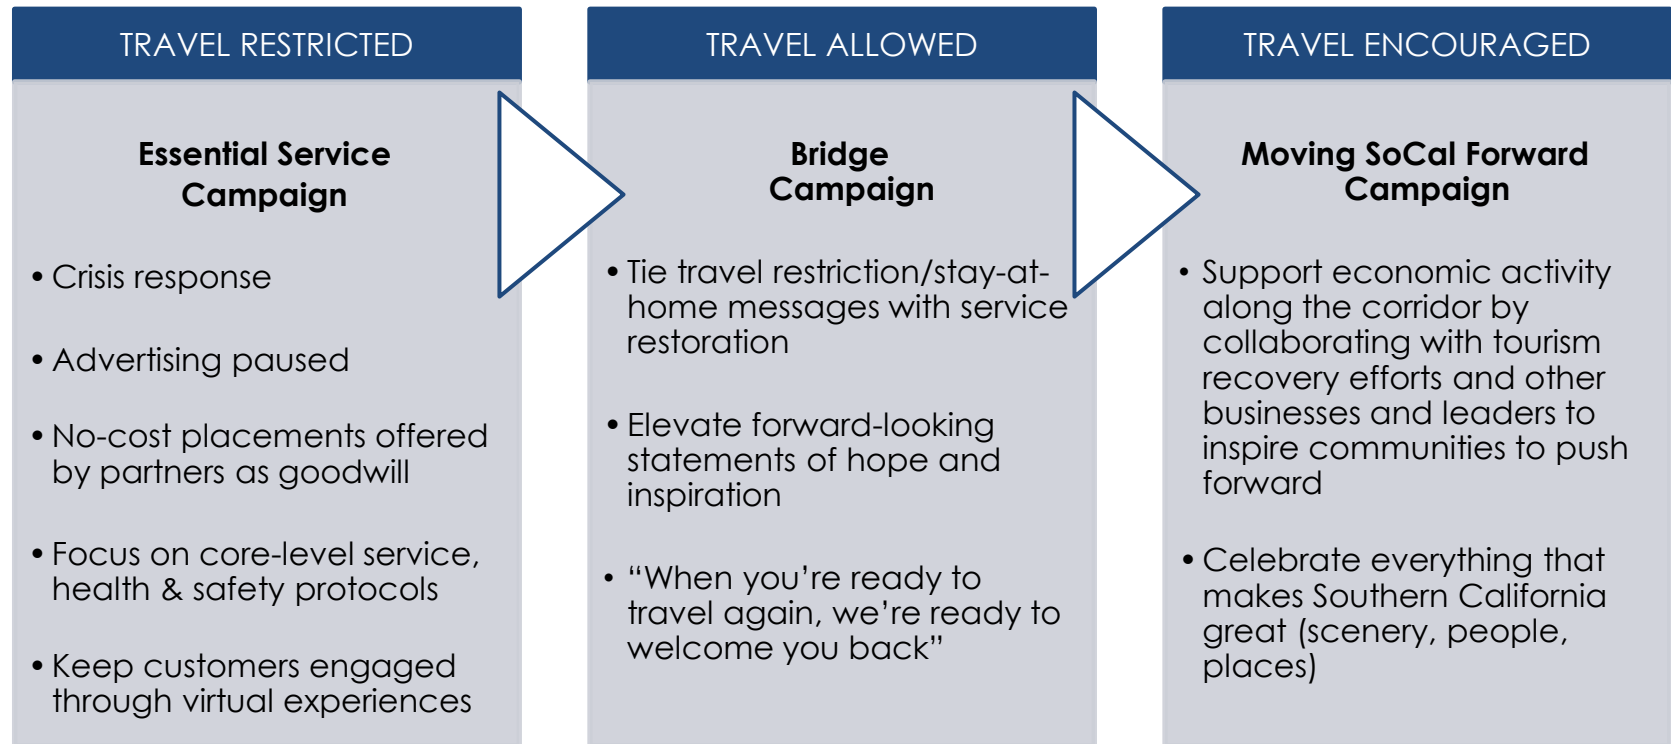 TRAVEL RESTRICTED
Essential Service
Campaign
• Crisis response
• Advertising paused
• No-cost placements offered
by partners as goodwill
• Focus on core-level service,
health & safety protocols
• Keep customers engaged
through virtual experiences
TRAVEL ALLOWED
Bridge
Campaign
• Tie travel restriction/stay-at-
home messages with service
restoration
• Elevate forward-looking
statements of hope and
inspiration
• “When you’re ready to
travel again, we’re ready to
welcome you back”
TRAVEL ENCOURAGED
Moving SoCal Forward
Campaign
• Support economic activity
along the corridor by
collaborating with tourism
recovery efforts and other
businesses and leaders to
inspire communities to push
forward
• Celebrate everything that
makes Southern California
great (scenery, people,
places)